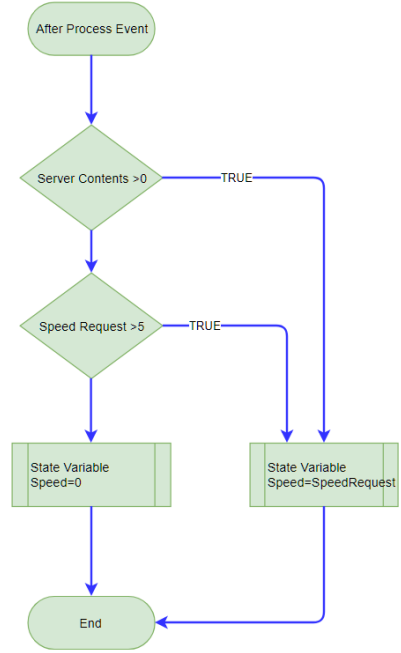 After Process Event
Server Contents >0
TRUE
Speed Request >5
TRUE
State Variable
Speed=0
State Variable
Speed=SpeedRequest
End